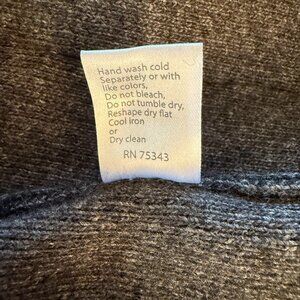 Hand wash cold
Separately or with
like colors,
Do not bleach,
Do not tumble dry,
Reshape dry flat
Cool iron
or
Dry clean
RN 75343